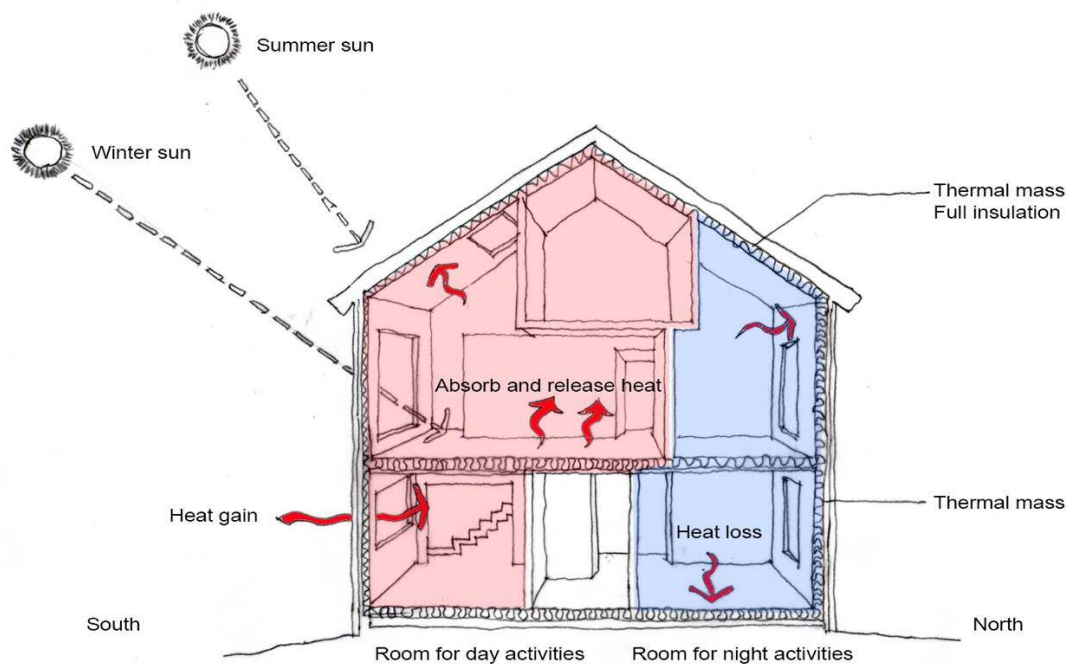 Summer sun
Winter sun
Thermal mass
Full insulation
Absorb and release heat
Thermal mass
Heat gain
Heat loss
South
North
Room for day activities
Room for night activities